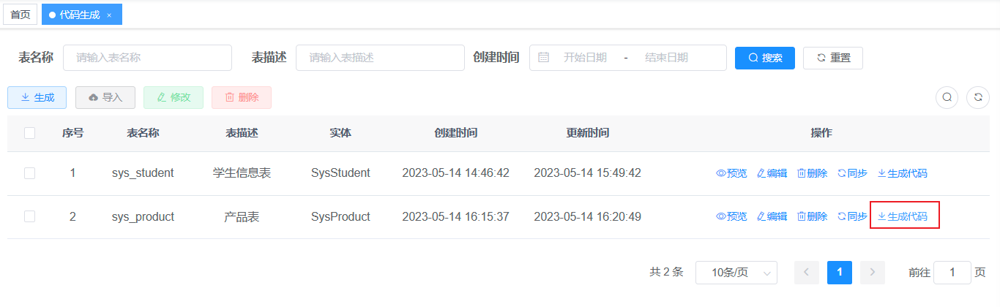 首页 代码生成 ×
表名称 请输入表名称 表描述 请输入表描述 创建时间 开始日期 - 结束日期 搜索 重置
生成 导入 修改 删除
序号 表名称 表描述 实体 创建时间 更新时间 操作
1 sys_student 学生信息表 SysStudent 2023-05-14 14:46:42 2023-05-14 15:49:42 预览 编辑 删除 同步 生成代码
2 sys_product 产品表 SysProduct 2023-05-14 16:15:37 2023-05-14 16:20:49 预览 编辑 删除 同步 生成代码
共 2 条 10条/页 1 前往 1 页